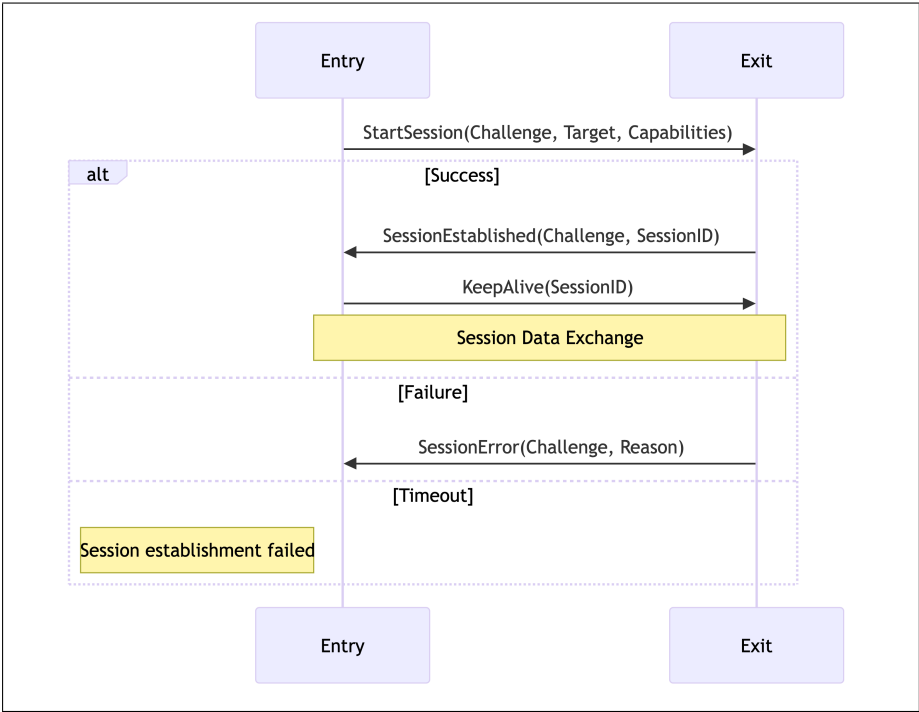 Entry
Exit
StartSession(Challenge, Target, Capabilities)
alt
[Success]
SessionEstablished(Challenge, SessionID)
KeepAlive(SessionID)
Session Data Exchange
[Failure]
SessionError(Challenge, Reason)
[Timeout]
Session establishment failed
Entry
Exit